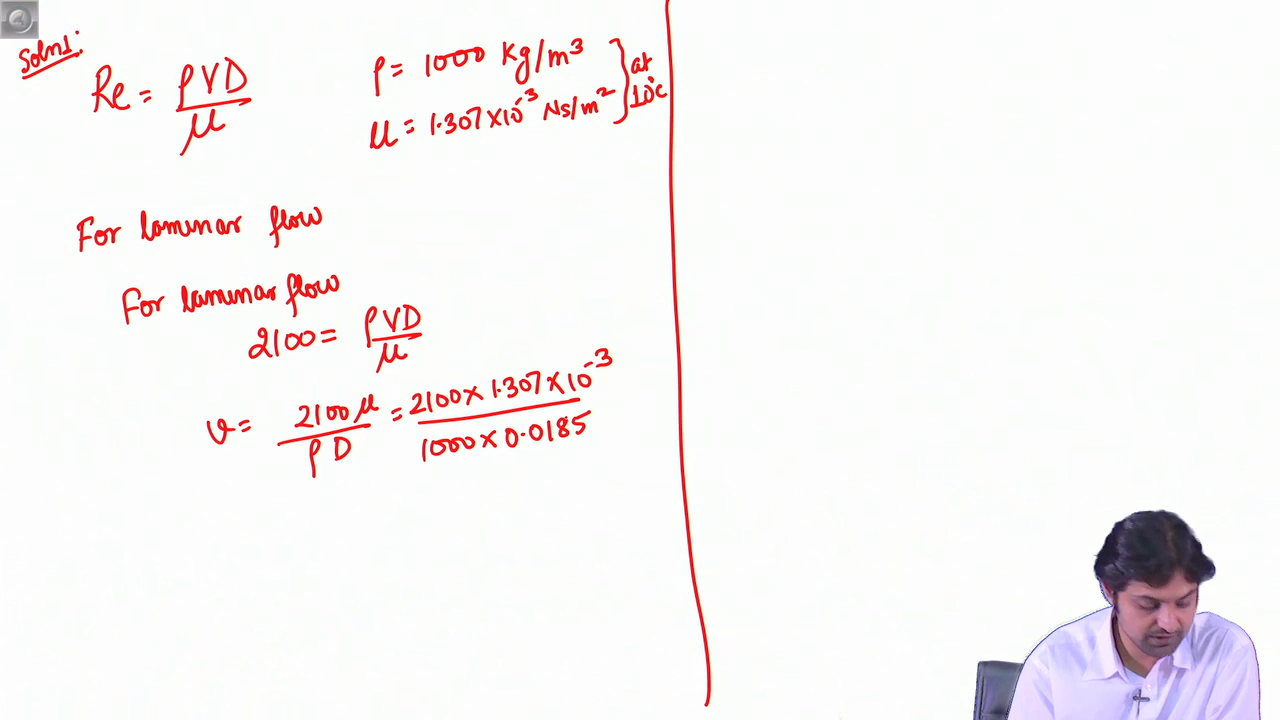 Soln1:
Re = ρVD/μ
ρ = 1000 Kg/m³
μ = 1.307×10⁻³ Ns/m²
} at 10°C
For laminar flow
For laminar flow
2100 = ρVD/μ
v = 2100μ/ρD = 2100×1.307×10⁻³/1000×0.0185